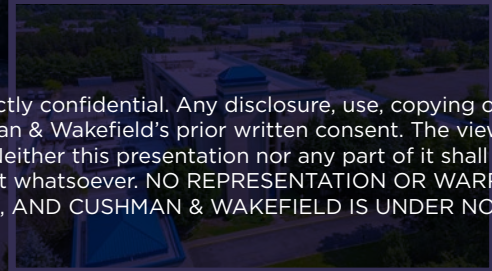 ctly confidential. Any disclosure, use, copying o
an & Wakefield's prior written consent. The view
Neither this presentation nor any part of it shall
t whatsoever. NO REPRESENTATION OR WARR
, AND CUSHMAN & WAKEFIELD IS UNDER NO